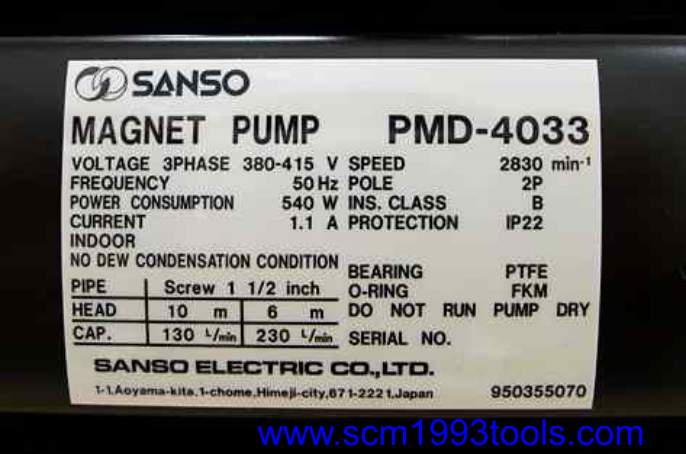 SANSO
MAGNET PUMP PMD-4033
VOLTAGE 3PHASE 380-415 V SPEED 2830 min⁻¹
FREQUENCY 50 Hz POLE 2P
POWER CONSUMPTION 540 W INS. CLASS B
CURRENT 1.1 A PROTECTION IP22
INDOOR
NO DEW CONDENSATION CONDITION
BEARING PTFE
PIPE Screw 1 1/2 inch O-RING FKM
HEAD 10 m 6 m DO NOT RUN PUMP DRY
CAP. 130 L/min 230 L/min SERIAL NO.
SANSO ELECTRIC CO.,LTD.
1-1,Aoyama-kita,1-chome,Himeji-city,671-2221,Japan 950355070
www.scm1993tools.com